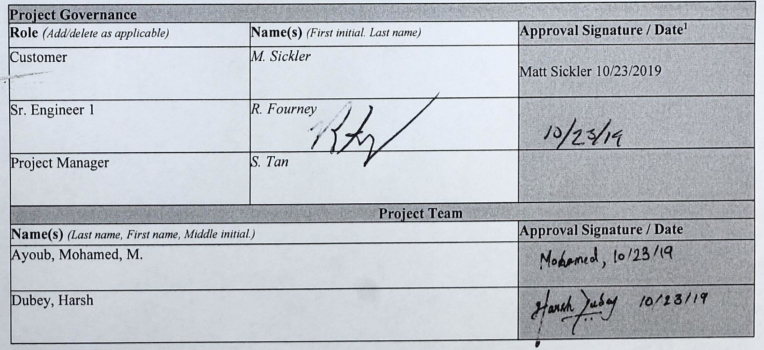 Project Governance
Role (Add/delete as applicable) Name(s) (First initial. Last name) Approval Signature / Date1
Customer M. Sickler Matt Sickler 10/23/2019
Sr. Engineer 1 R. Fourney 10/23/19
Project Manager S. Tan
Project Team
Name(s) (Last name, First name, Middle initial.) Approval Signature / Date
Ayoub, Mohamed, M. Mohamed, 10/23/19
Dubey, Harsh Harsh Dubey 10/23/19